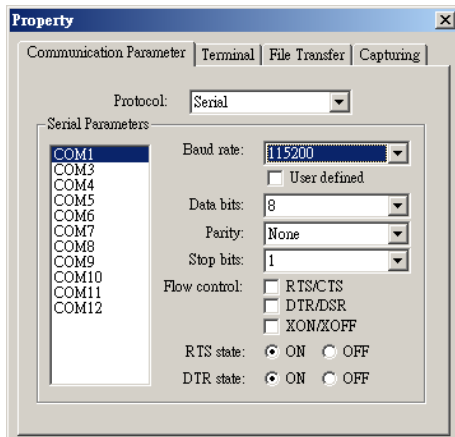 Property
Communication Parameter Terminal File Transfer Capturing
Protocol: Serial
Serial Parameters
COM1
COM3
COM4
COM5
COM6
COM7
COM8
COM9
COM10
COM11
COM12
Baud rate: 115200
User defined
Data bits: 8
Parity: None
Stop bits: 1
Flow control: RTS/CTS
DTR/DSR
XON/XOFF
RTS state: ON OFF
DTR state: ON OFF